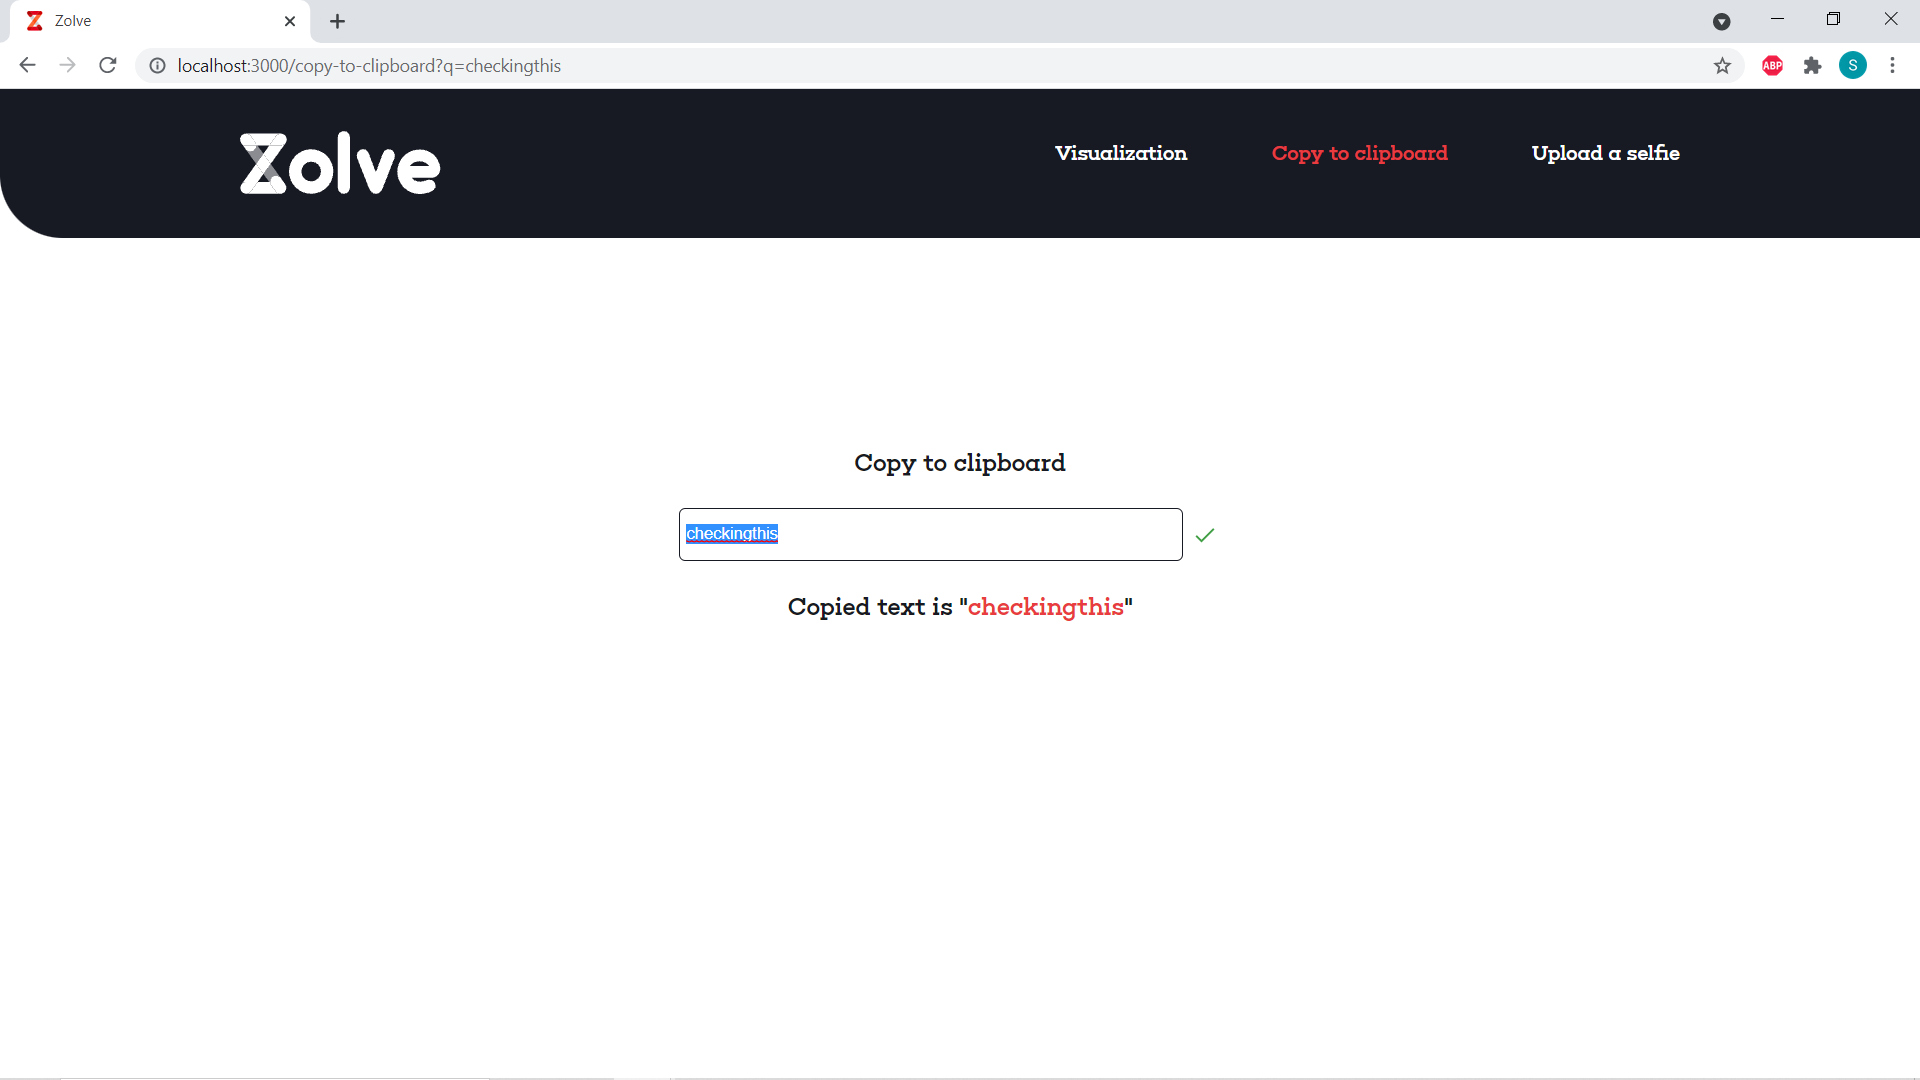 Zolve
localhost:3000/copy-to-clipboard?q=checkingthis
ABP
S
Zolve
Visualization
Copy to clipboard
Upload a selfie
Copy to clipboard
checkingthis
Copied text is "checkingthis"